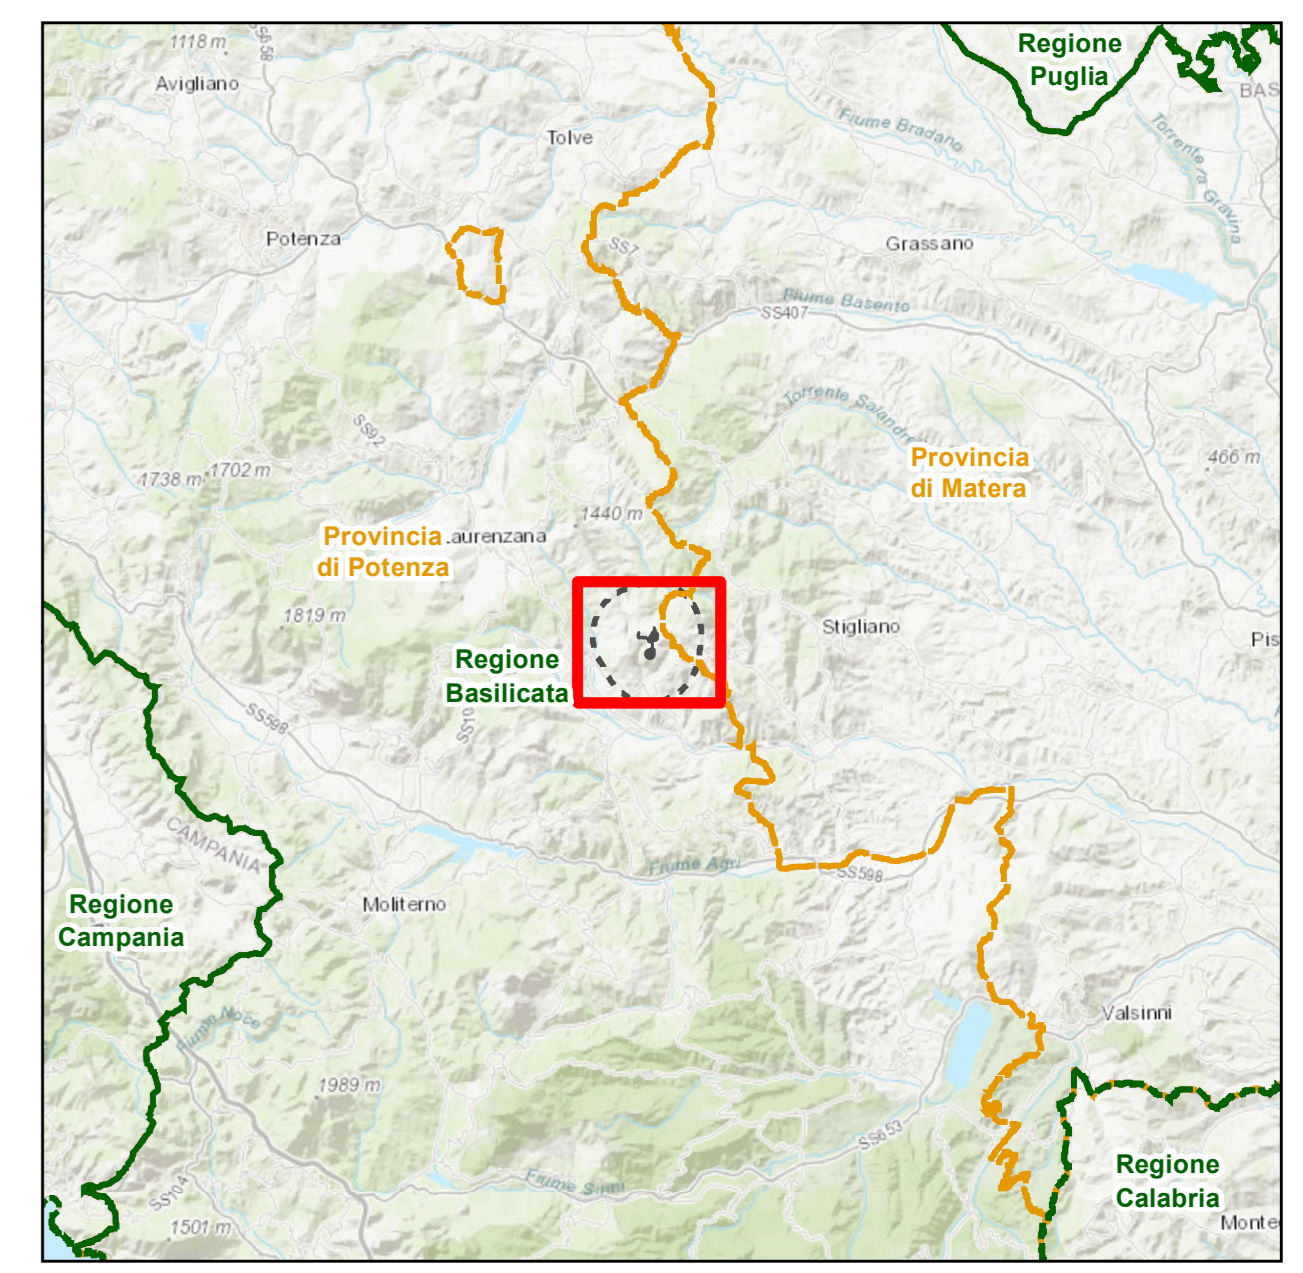 1118 m
Avigliano
Regione
Puglia
BAS
Tolve
Fiume Bradano
Torrente
Gravina
Potenza
SS7
Grassano
Fiume Basento
SS407
Torrente Salandre
SS92
1738 m
1702 m
Provincia
di Matera
466 m
1440 m
Provincia
di Potenza
aurenzana
1819 m
Stigliano
Pis
Regione
Basilicata
SS10
SS598
CAMPANIA
Fiume Agri
SS598
Regione
Campania
Moliterno
Fiume Noce
Valsinni
1989 m
SS653
Regione
Calabria
Fiume Sinni
SS104
1501 m
Monte